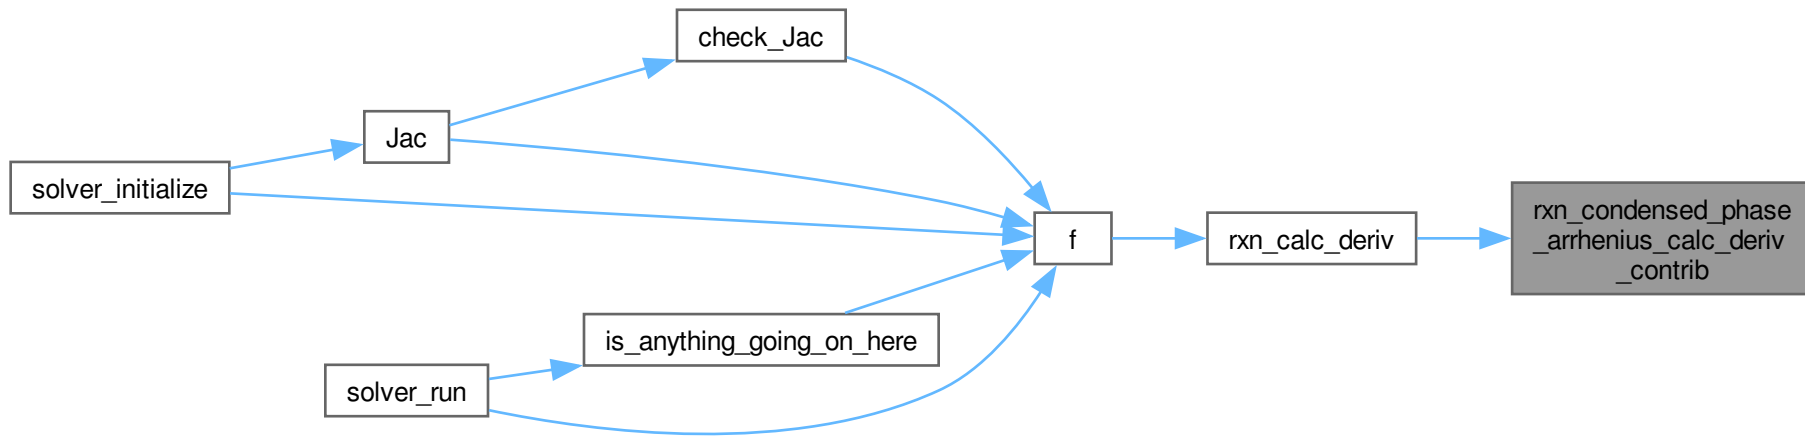 check_Jac
Jac
solver_initialize
f
rxn_calc_deriv
rxn_condensed_phase
_arrhenius_calc_deriv
_contrib
is_anything_going_on_here
solver_run